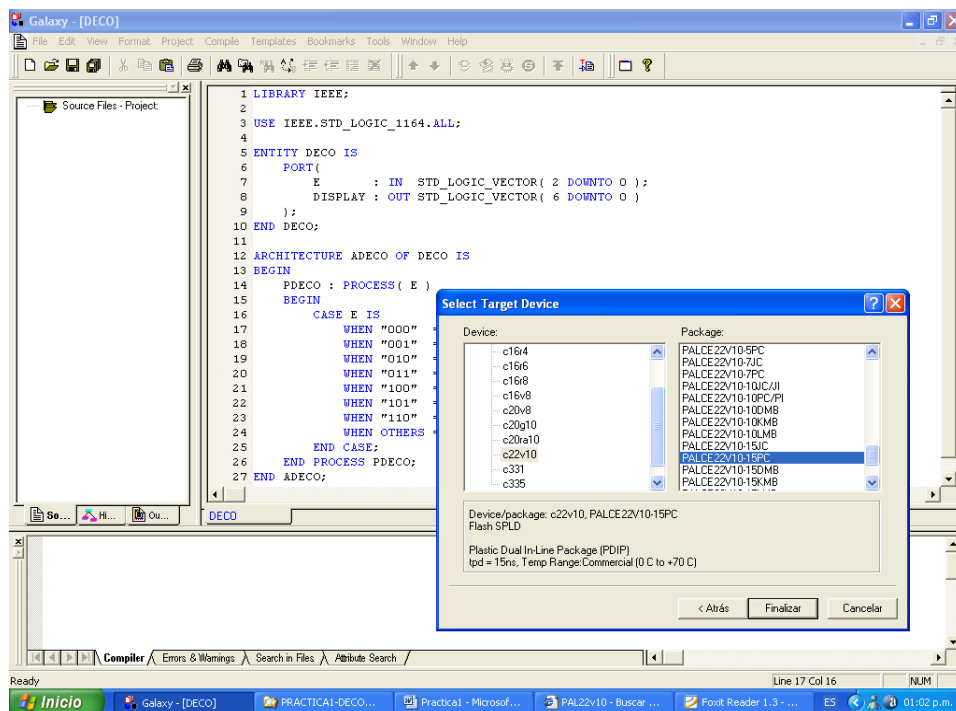 Galaxy - [DECO]
File Edit View Format Project Compile Templates Bookmarks Tools Window Help
Source Files - Project:
1 LIBRARY IEEE;
2
3 USE IEEE.STD_LOGIC_1164.ALL;
4
5 ENTITY DECO IS
6 PORT(
7 E : IN STD_LOGIC_VECTOR( 2 DOWNTO 0 );
8 DISPLAY : OUT STD_LOGIC_VECTOR( 6 DOWNTO 0 )
9 );
10 END DECO;
11
12 ARCHITECTURE ADECO OF DECO IS
13 BEGIN
14 PDECO : PROCESS( E )
15 BEGIN
16 CASE E IS
17 WHEN "000" =
18 WHEN "001" =
19 WHEN "010" =
20 WHEN "011" =
21 WHEN "100" =
22 WHEN "101" =
23 WHEN "110" =
24 WHEN OTHERS =
25 END CASE;
26 END PROCESS PDECO;
27 END ADECO;
So... Hi... Ou...
DECO
Select Target Device
Device:
c16r4
c16r6
c16r8
c16v8
c20v8
c20g10
c20ra10
c22v10
c331
c335
Package:
PALCE22V10-5PC
PALCE22V10-7JC
PALCE22V10-7PC
PALCE22V10-10JC/JI
PALCE22V10-10PC/PI
PALCE22V10-10DMB
PALCE22V10-10KMB
PALCE22V10-10LMB
PALCE22V10-15JC
PALCE22V10-15PC
PALCE22V10-15DMB
PALCE22V10-15KMB
Device/package: c22v10, PALCE22V10-15PC
Flash SPLD
Plastic Dual In-Line Package (PDIP)
tpd = 15ns, Temp Range:Commercial (0 C to +70 C)
< Atrás Finalizar Cancelar
Compiler Errors & Warnings Search in Files Attribute Search
Ready Line 17 Col 16 NUM
Inicio Galaxy - [DEC... PRACTICA1-DECO... Practica1 - Microsof... PAL22v10 - Buscar ... Foxit Reader 1.3 - ... ES 01:02 p.m.